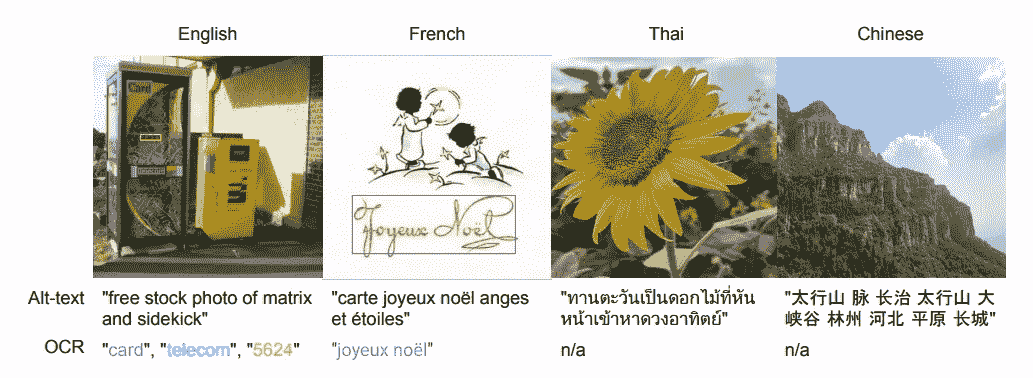 English French Thai Chinese
Card
Joyeux Noël
Alt-text "free stock photo of matrix and sidekick" "carte joyeux noël anges et étoiles" "ทานตะวันเป็นดอกไม้ที่หันหน้าเข้าหาดวงอาทิตย์" "太行山 脉 长治 太行山 大峡谷 林州 河北 平原 长城"
OCR "card", "telecom", "5624" "joyeux noël" n/a n/a